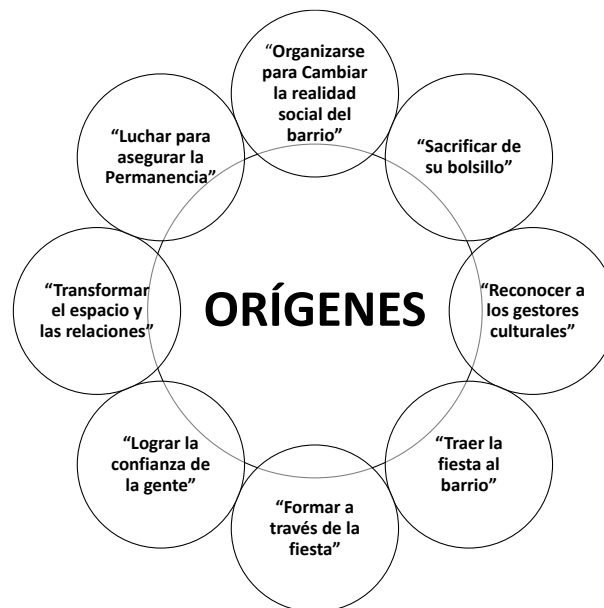 “Organizarse
para Cambiar
la realidad
social del
barrio”
“Sacrificar de
su bolsillo”
“Reconocer a
los gestores
culturales”
“Traer la
fiesta al
barrio”
“Formar a
través de la
fiesta”
“Lograr la
confianza de
la gente”
“Transformar
el espacio y
las relaciones”
“Luchar para
asegurar la
Permanencia”
ORÍGENES